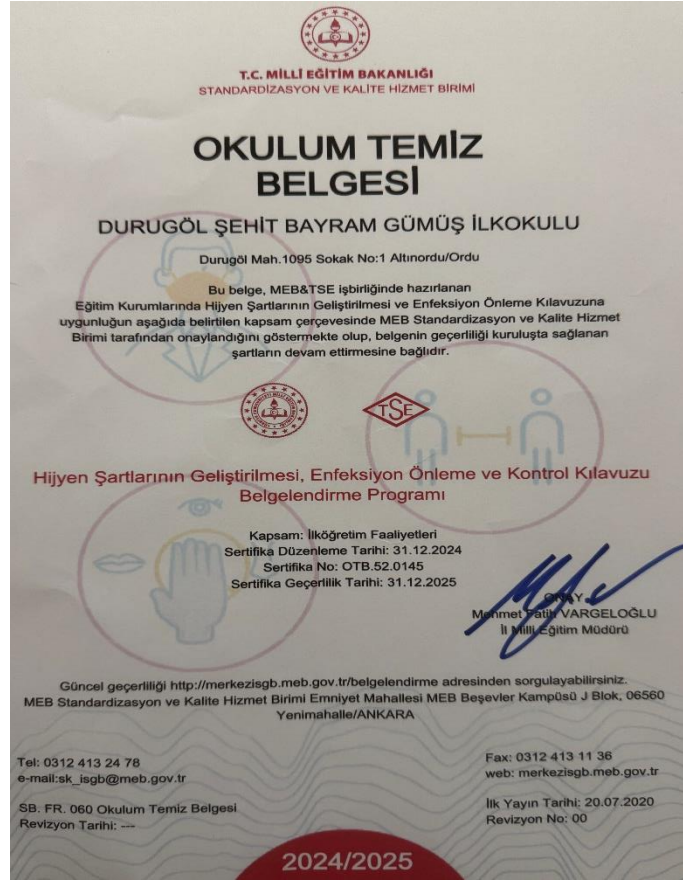 T.C. MİLLÎ EĞİTİM BAKANLIĞI
STANDARDİZASYON VE KALİTE HİZMET BİRİMİ
OKULUM TEMİZ
BELGESİ
DURUGÖL ŞEHİT BAYRAM GÜMÜŞ İLKOKULU
Durugöl Mah.1095 Sokak No:1 Altınordu/Ordu
Bu belge, MEB&TSE işbirliğinde hazırlanan
Eğitim Kurumlarında Hijyen Şartlarının Geliştirilmesi ve Enfeksiyon Önleme Kılavuzuna
uygunluğun aşağıda belirtilen kapsam çerçevesinde MEB Standardizasyon ve Kalite Hizmet
Birimi tarafından onaylandığını göstermekte olup, belgenin geçerliliği kuruluşta sağlanan
şartların devam ettirmesine bağlıdır.
TSE
Hijyen Şartlarının Geliştirilmesi, Enfeksiyon Önleme ve Kontrol Kılavuzu
Belgelendirme Programı
Kapsam: İlköğretim Faaliyetleri
Sertifika Düzenleme Tarihi: 31.12.2024
Sertifika No: OTB.52.0145
Sertifika Geçerlilik Tarihi: 31.12.2025
ONAY
Mehmet Fatih VARGELOĞLU
İl Milli Eğitim Müdürü
Güncel geçerliliği http://merkezisgb.meb.gov.tr/belgelendirme adresinden sorgulayabilirsiniz.
MEB Standardizasyon ve Kalite Hizmet Birimi Emniyet Mahallesi MEB Beşevler Kampüsü J Blok, 06560
Yenimahalle/ANKARA
Tel: 0312 413 24 78
e-mail:sk_isgb@meb.gov.tr
Fax: 0312 413 11 36
web: merkezisgb.meb.gov.tr
SB. FR. 060 Okulum Temiz Belgesi
Revizyon Tarihi: ---
İlk Yayın Tarihi: 20.07.2020
Revizyon No: 00
2024/2025